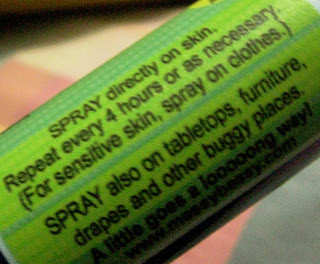 SPRAY directly on skin.
Repeat every 4 hours or as necessary
(For sensitive skin, spray on clothes.)
SPRAY also on tabletops, furniture,
drapes and other buggy places.
A little goes a looooong way!